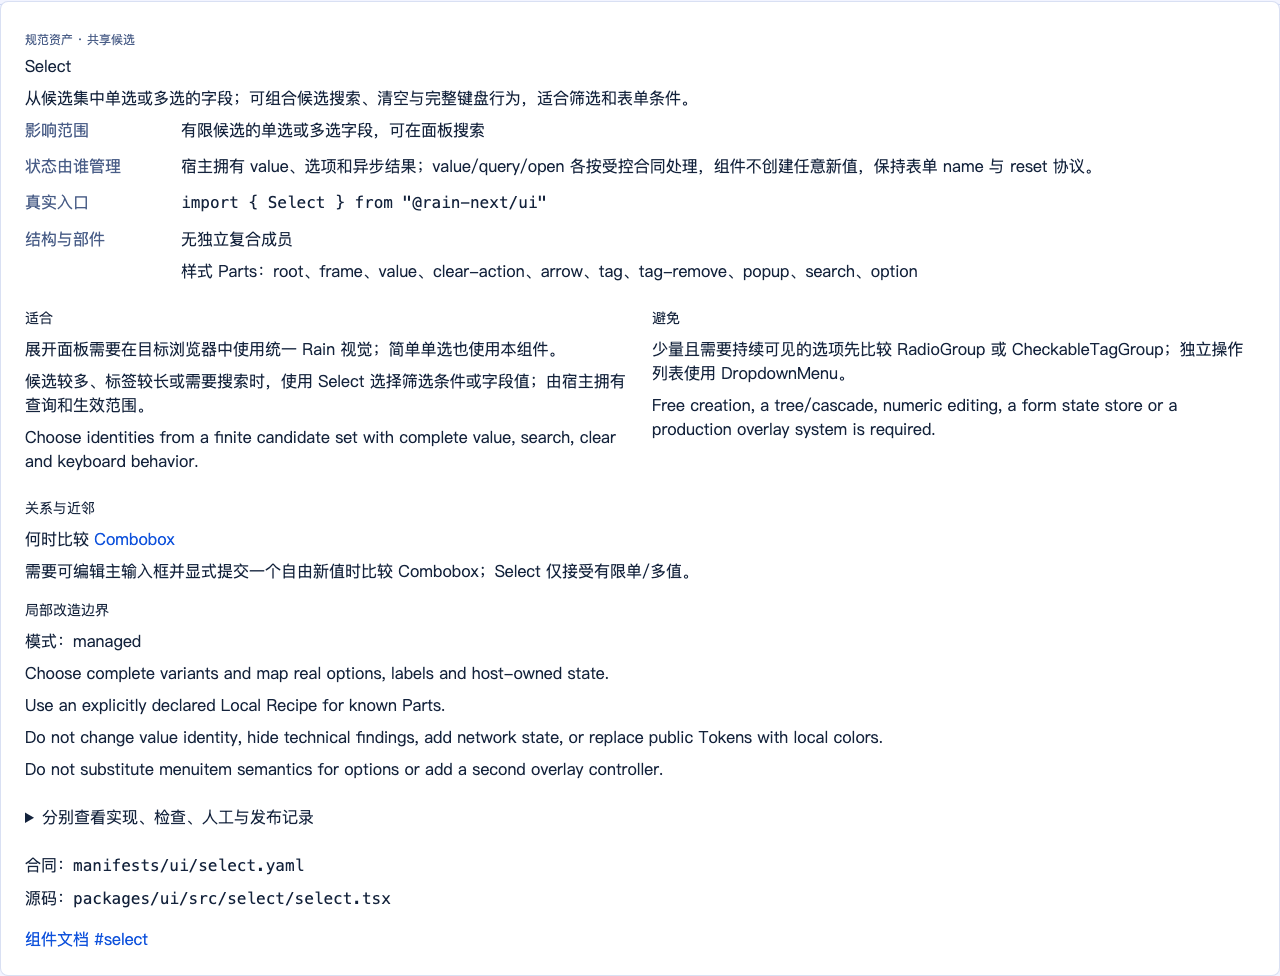 规范资产 · 共享候选
Select
从候选集中单选或多选的字段；可组合候选搜索、清空与完整键盘行为，适合筛选和表单条件。
影响范围 有限候选的单选或多选字段，可在面板搜索
状态由谁管理 宿主拥有 value、选项和异步结果；value/query/open 各按受控合同处理，组件不创建任意新值，保持表单 name 与 reset 协议。
真实入口 import { Select } from "@rain-next/ui"
结构与部件 无独立复合成员
样式 Parts：root、frame、value、clear-action、arrow、tag、tag-remove、popup、search、option
适合
展开面板需要在目标浏览器中使用统一 Rain 视觉；简单单选也使用本组件。
候选较多、标签较长或需要搜索时，使用 Select 选择筛选条件或字段值；由宿主拥有
查询和生效范围。
Choose identities from a finite candidate set with complete value, search, clear
and keyboard behavior.
避免
少量且需要持续可见的选项先比较 RadioGroup 或 CheckableTagGroup；独立操作
列表使用 DropdownMenu。
Free creation, a tree/cascade, numeric editing, a form state store or a
production overlay system is required.
关系与近邻
何时比较 Combobox
需要可编辑主输入框并显式提交一个自由新值时比较 Combobox；Select 仅接受有限单/多值。
局部改造边界
模式：managed
Choose complete variants and map real options, labels and host-owned state.
Use an explicitly declared Local Recipe for known Parts.
Do not change value identity, hide technical findings, add network state, or replace public Tokens with local colors.
Do not substitute menuitem semantics for options or add a second overlay controller.
▶ 分别查看实现、检查、人工与发布记录
合同：manifests/ui/select.yaml
源码：packages/ui/src/select/select.tsx
组件文档 #select